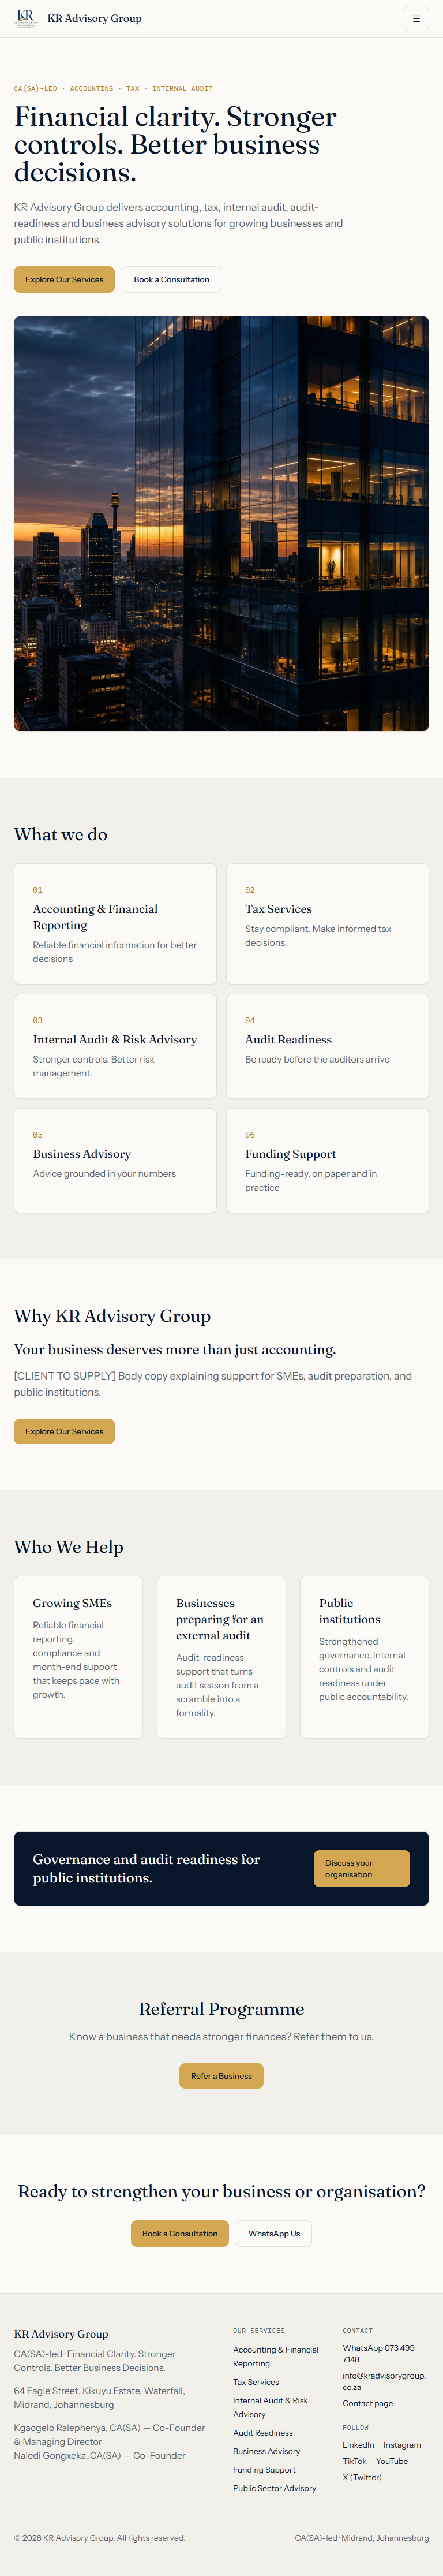 KR
KR Advisory Group
CA(SA)-LED · ACCOUNTING · TAX · INTERNAL AUDIT
Financial clarity. Stronger
controls. Better business
decisions.
KR Advisory Group delivers accounting, tax, internal audit, audit-
readiness and business advisory solutions for growing businesses and
public institutions.
Explore Our Services
Book a Consultation
What we do
01
Accounting & Financial
Reporting
Reliable financial information for better
decisions
02
Tax Services
Stay compliant. Make informed tax
decisions.
03
Internal Audit & Risk Advisory
Stronger controls. Better risk
management.
04
Audit Readiness
Be ready before the auditors arrive
05
Business Advisory
Advice grounded in your numbers
06
Funding Support
Funding-ready, on paper and in
practice
Why KR Advisory Group
Your business deserves more than just accounting.
[CLIENT TO SUPPLY] Body copy explaining support for SMEs, audit preparation, and
public institutions.
Explore Our Services
Who We Help
Growing SMEs
Reliable financial
reporting,
compliance and
month-end support
that keeps pace with
growth.
Businesses
preparing for an
external audit
Audit-readiness
support that turns
audit season from a
scramble into a
formality.
Public
institutions
Strengthened
governance, internal
controls and audit
readiness under
public accountability.
Governance and audit readiness for
public institutions.
Discuss your
organisation
Referral Programme
Know a business that needs stronger finances? Refer them to us.
Refer a Business
Ready to strengthen your business or organisation?
Book a Consultation
WhatsApp Us
KR Advisory Group
CA(SA)-led · Financial Clarity. Stronger
Controls. Better Business Decisions.
64 Eagle Street, Kikuyu Estate, Waterfall,
Midrand, Johannesburg
Kgaogelo Ralephenya, CA(SA) — Co-Founder
& Managing Director
Naledi Gongxeka, CA(SA) — Co-Founder
OUR SERVICES
Accounting & Financial
Reporting
Tax Services
Internal Audit & Risk
Advisory
Audit Readiness
Business Advisory
Funding Support
Public Sector Advisory
CONTACT
WhatsApp 073 499
7148
info@kradvisorygroup.
co.za
Contact page
FOLLOW
LinkedIn Instagram
TikTok YouTube
X (Twitter)
© 2026 KR Advisory Group. All rights reserved.
CA(SA)-led · Midrand, Johannesburg